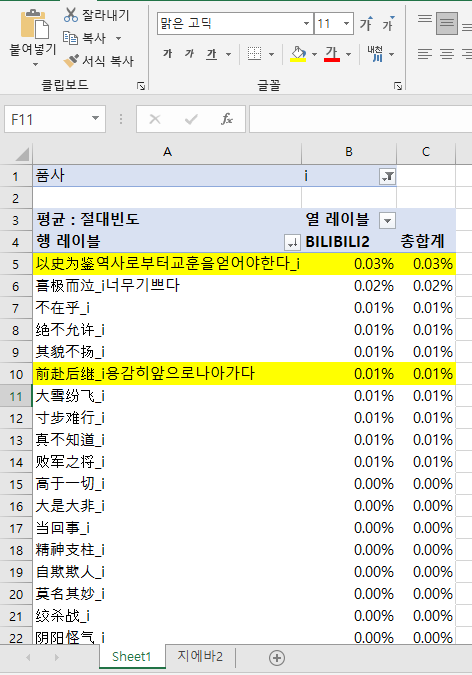 잘라내기
복사
서식 복사
붙여넣기
클립보드
맑은 고딕 11 가 가
가 가 가 가 내천
글꼴
F11 fx
A B C
1 품사 i
2
3 평균 : 절대빈도 열 레이블
4 행 레이블 BILIBILI2 총합계
5 以史为鉴역사로부터교훈을얻어야한다_i 0.03% 0.03%
6 喜极而泣_i너무기쁘다 0.02% 0.02%
7 不在乎_i 0.01% 0.01%
8 绝不允许_i 0.01% 0.01%
9 其貌不扬_i 0.01% 0.01%
10 前赴后继_i용감히앞으로나아가다 0.01% 0.01%
11 大雪纷飞_i 0.01% 0.01%
12 寸步难行_i 0.01% 0.01%
13 真不知道_i 0.01% 0.01%
14 败军之将_i 0.01% 0.01%
15 高于一切_i 0.00% 0.00%
16 大是大非_i 0.00% 0.00%
17 当回事_i 0.00% 0.00%
18 精神支柱_i 0.00% 0.00%
19 自欺欺人_i 0.00% 0.00%
20 莫名其妙_i 0.00% 0.00%
21 绞杀战_i 0.00% 0.00%
22 阴阳怪气_i 0.00% 0.00%
Sheet1 지에바2